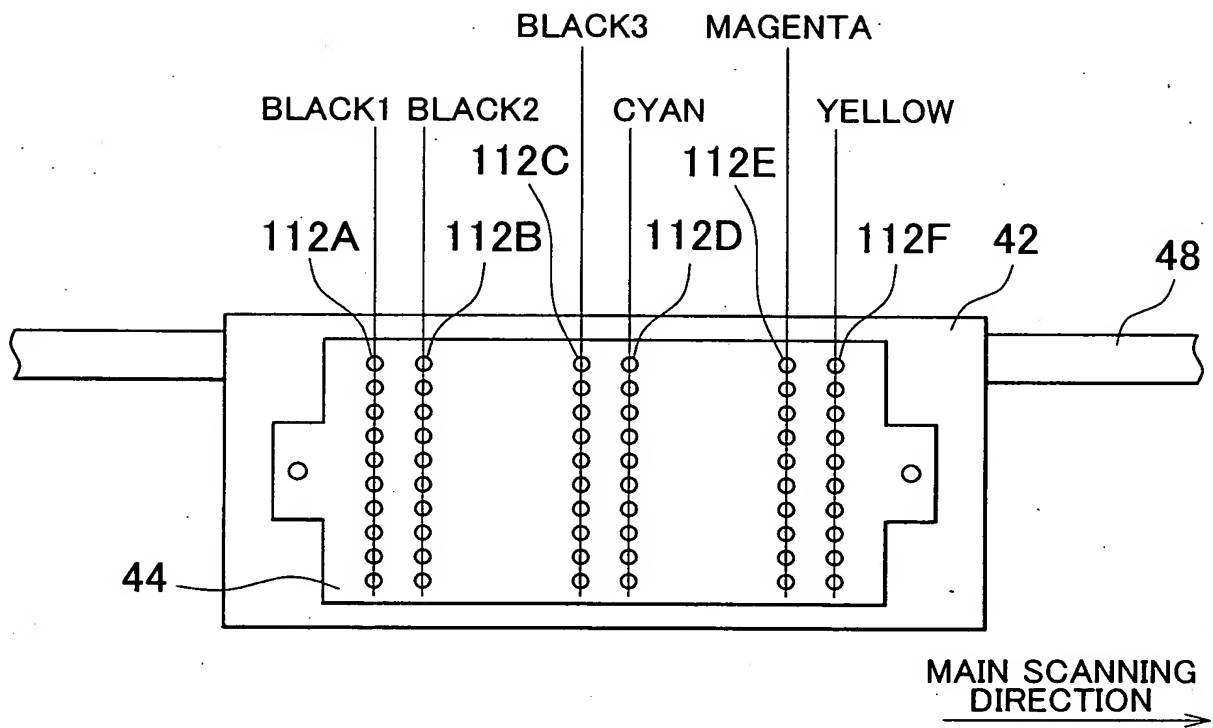 BLACK3 MAGENTA
BLACK1 BLACK2 CYAN YELLOW
112C 112E
112A 112B 112D 112F 42 48
44
MAIN SCANNING
DIRECTION